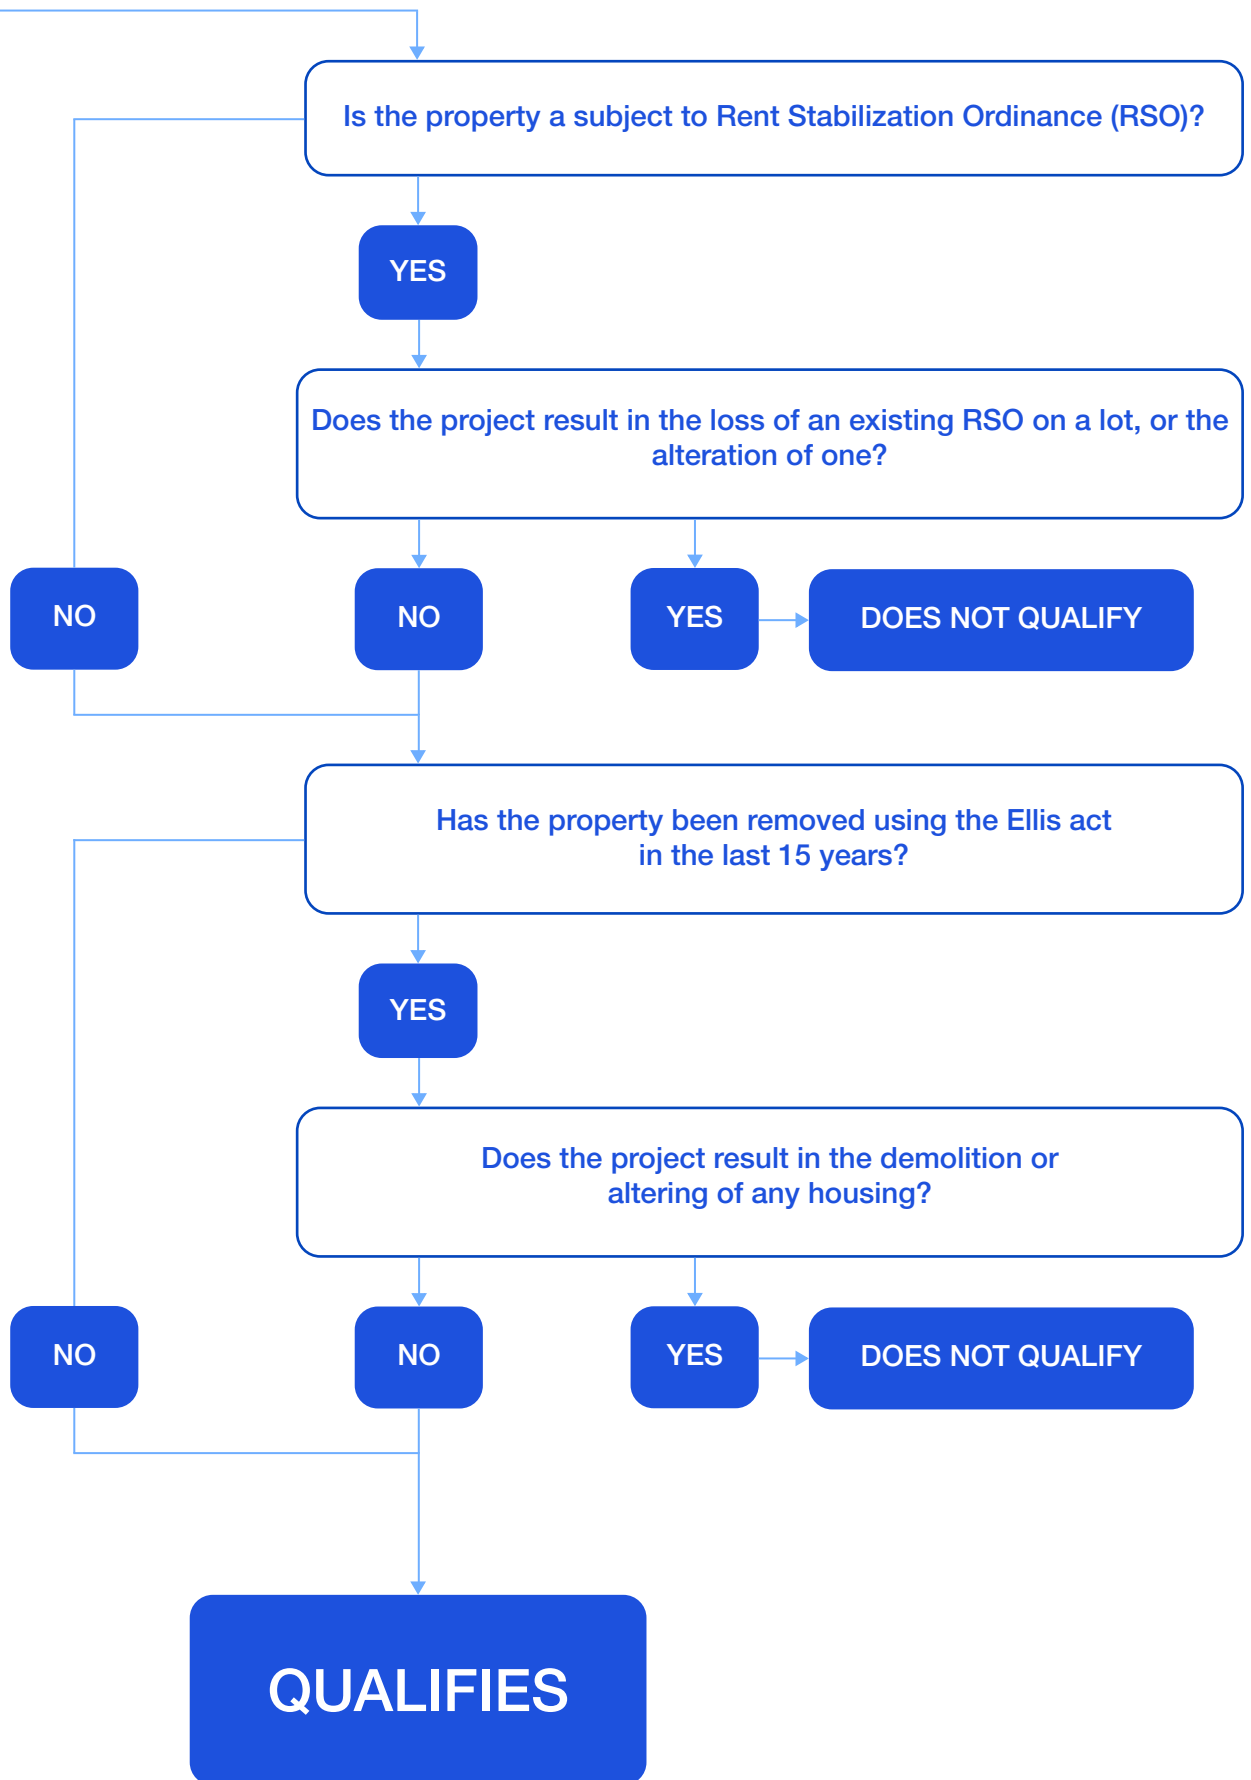 Is the property a subject to Rent Stabilization Ordinance (RSO)?
YES
Does the project result in the loss of an existing RSO on a lot, or the
alteration of one?
NO
NO
YES
DOES NOT QUALIFY
Has the property been removed using the Ellis act
in the last 15 years?
YES
Does the project result in the demolition or
altering of any housing?
NO
NO
YES
DOES NOT QUALIFY
QUALIFIES